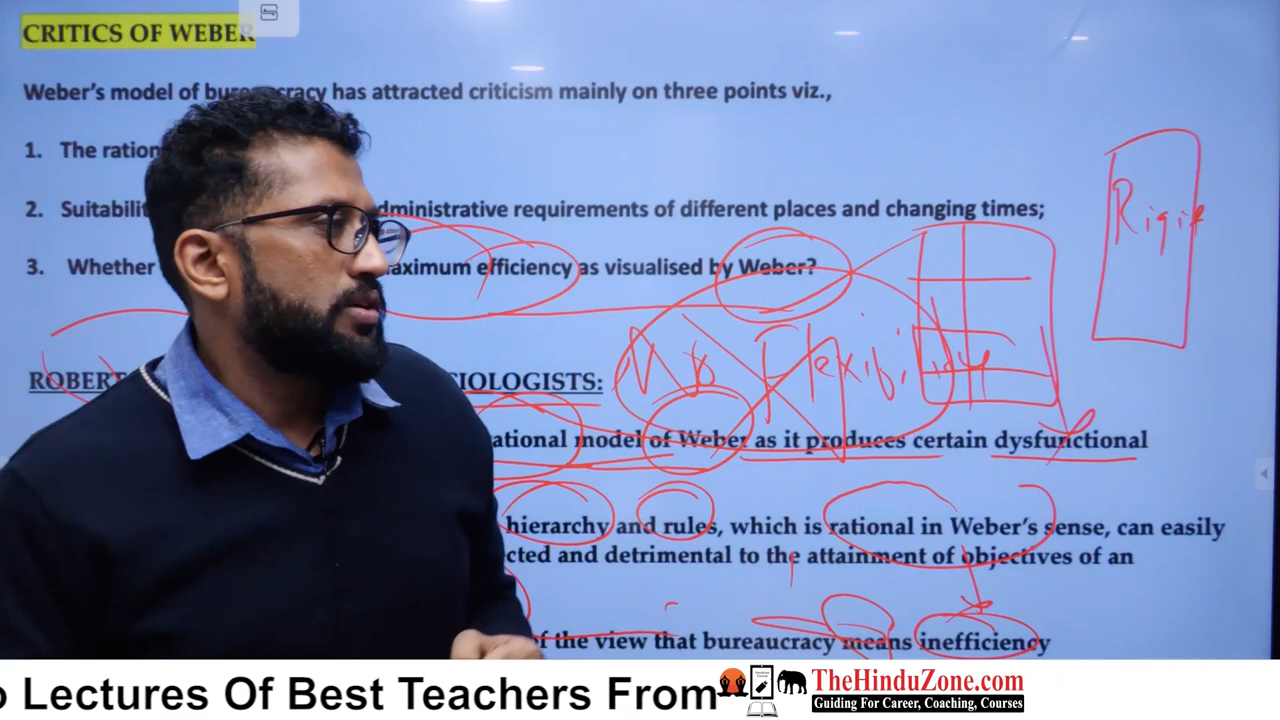 CRITICS OF WEBER
Weber's model of bureaucracy has attracted criticism mainly on three points viz.,
1. The ration
2. Suitabilit dministrative requirements of different places and changing times;
3. Whether aximum efficiency as visualised by Weber?
Rigid
No Flexibi
ROBERT CIOLOGISTS:
ational model of Weber as it produces certain dysfunctional
hierarchy and rules, which is rational in Weber's sense, can easily
cted and detrimental to the attainment of objectives of an
f the view that bureaucracy means inefficiency
o Lectures Of Best Teachers From
TheHinduZone.com
Guiding For Career, Coaching, Courses